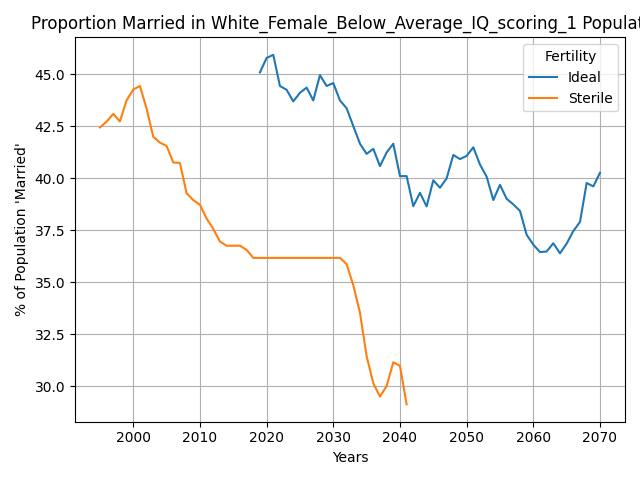 Proportion Married in White_Female_Below_Average_IQ_scoring_1 Populat
Fertility
Ideal
Sterile
% of Population 'Married'
45.0
42.5
40.0
37.5
35.0
32.5
30.0
2000 2010 2020 2030 2040 2050 2060 2070
Years